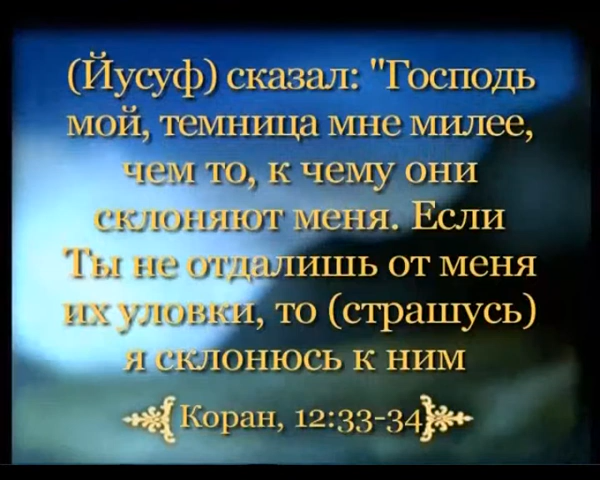 (Йусуф) сказал: "Господь
мой, темница мне милее,
чем то, к чему они
склоняют меня. Если
Ты не отдалишь от меня
их уловки, то (страшусь)
я склонюсь к ним
Коран, 12:33-34